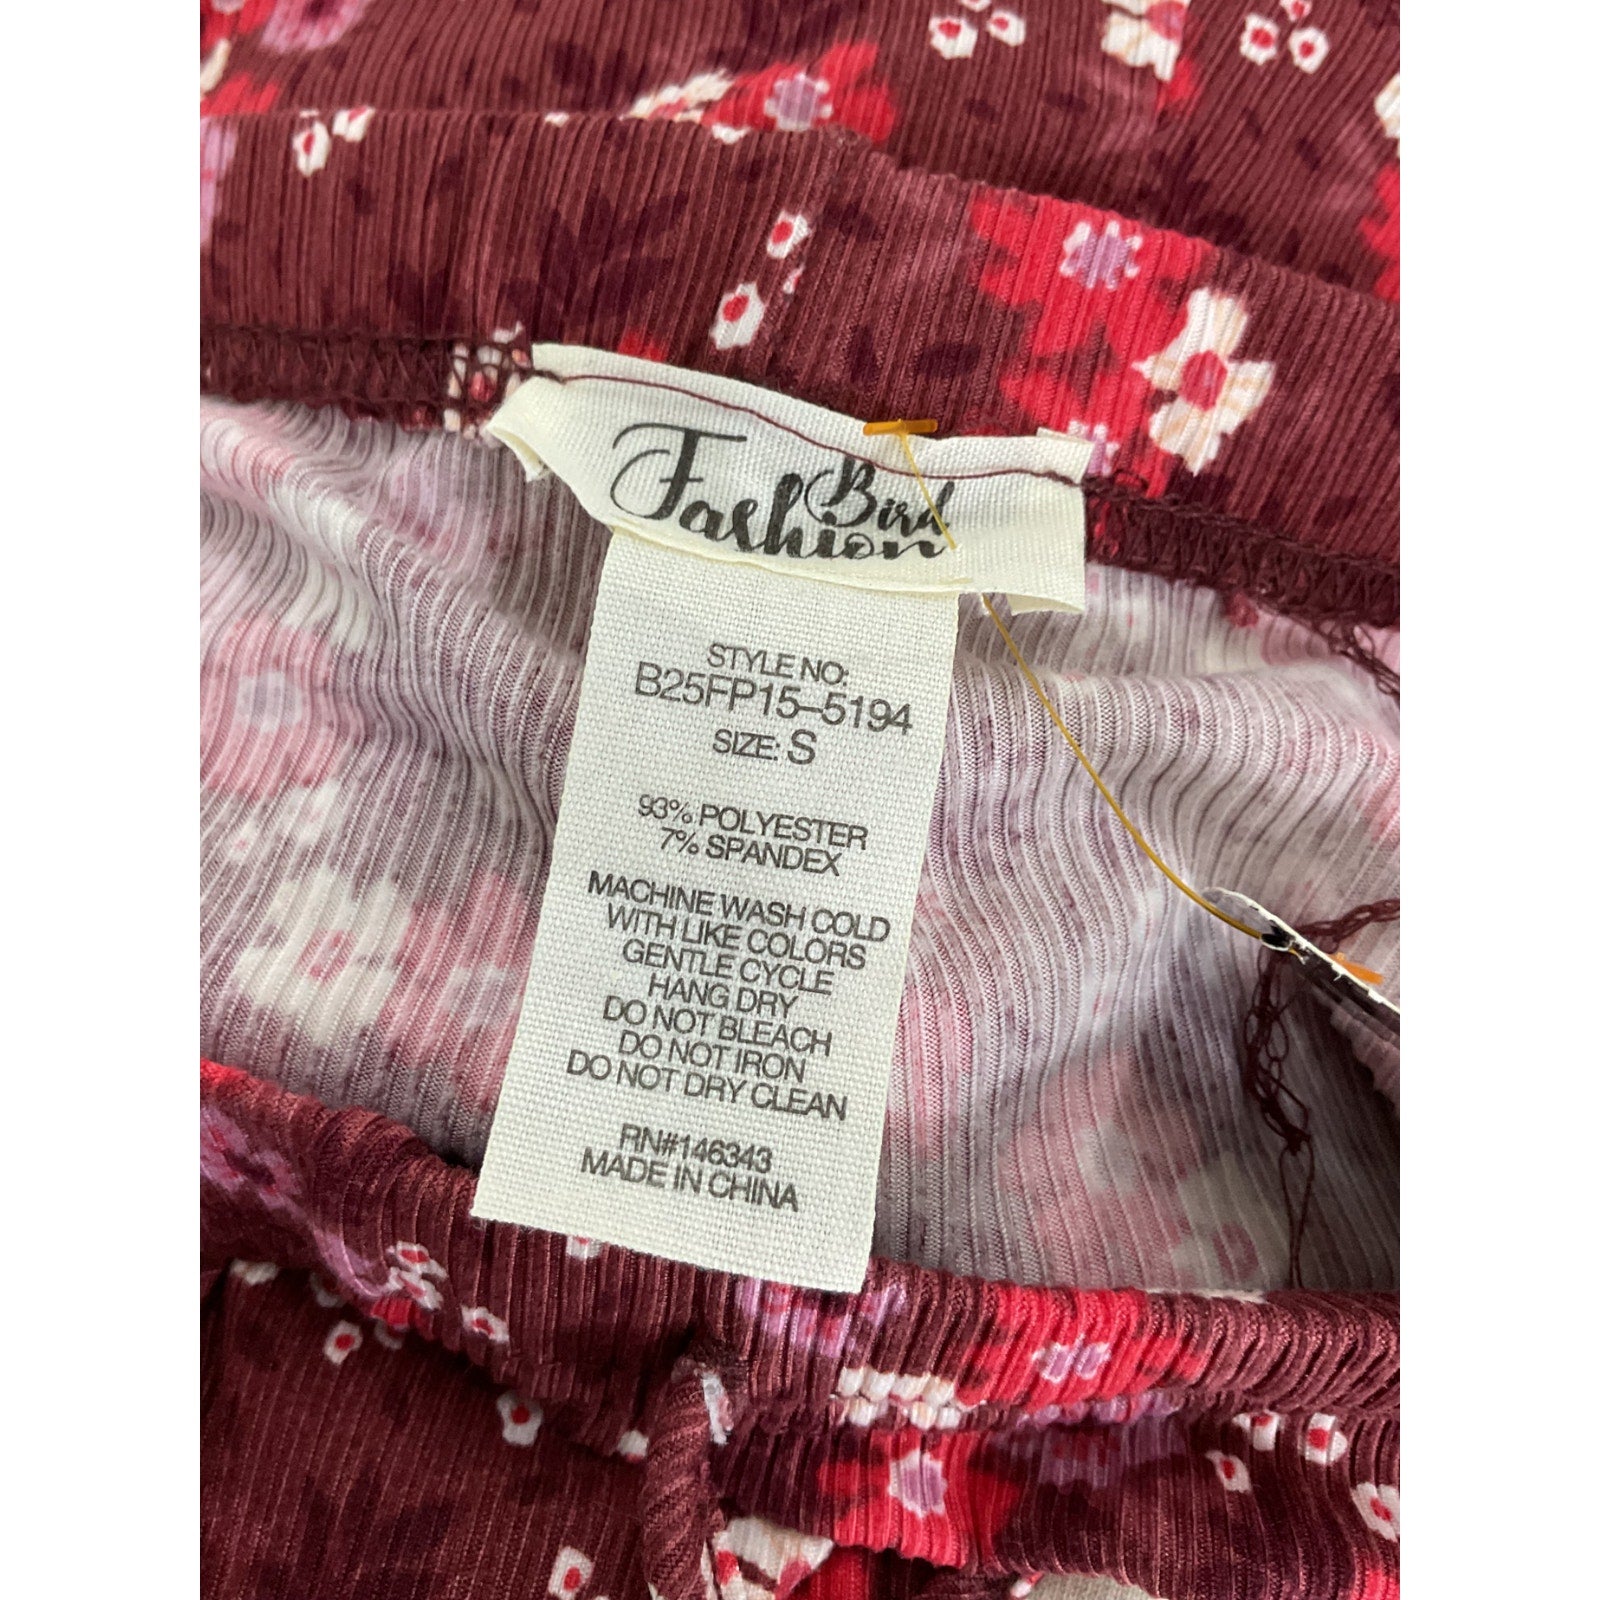 Bird
Fashion
STYLE NO:
B25FP15-5194
SIZE: S
93% POLYESTER
7% SPANDEX
MACHINE WASH COLD
WITH LIKE COLORS
GENTLE CYCLE
HANG DRY
DO NOT BLEACH
DO NOT IRON
DO NOT DRY CLEAN
RN#146343
MADE IN CHINA